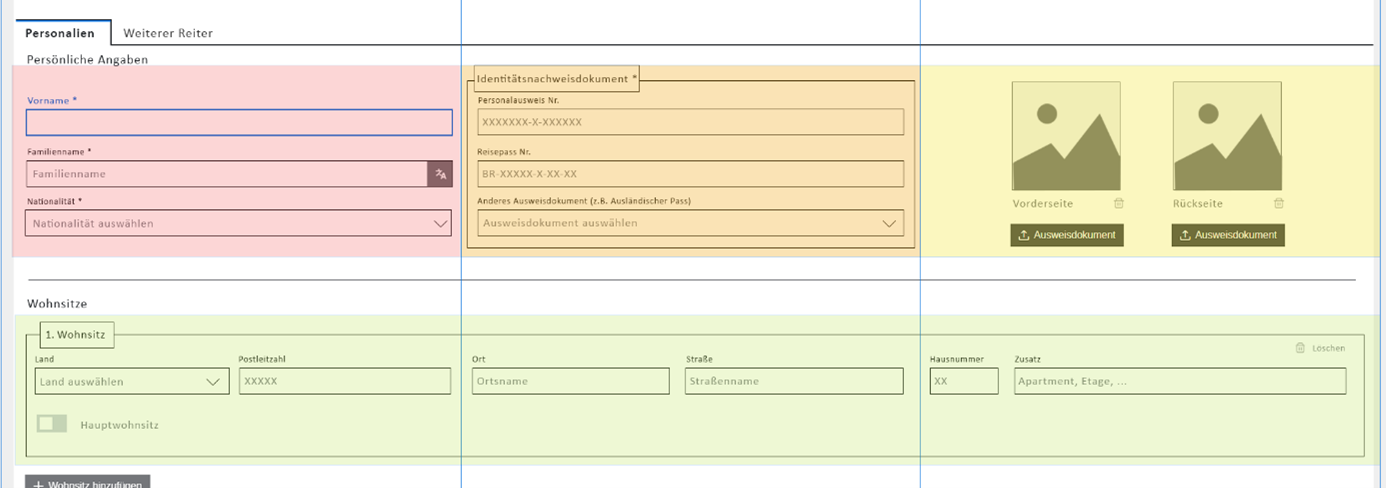 Personalien
Weiterer Reiter
Persönliche Angaben
Vorname *
Familienname *
Familienname
Nationalität *
Nationalität auswählen
Identitätsnachweisdokument *
Personalausweis Nr.
XXXXXXX-X-XXXXXX
Reisepass Nr.
BR-XXXXX-X-XX-XX
Anderes Ausweisdokument (z.B. Ausländischer Pass)
Ausweisdokument auswählen
Vorderseite
Ausweisdokument
Rückseite
Ausweisdokument
Wohnsitze
1. Wohnsitz
Löschen
Land
Land auswählen
Postleitzahl
XXXXX
Ort
Ortsname
Straße
Straßenname
Hausnummer
XX
Zusatz
Apartment, Etage, ...
Hauptwohnsitz
+ Wohnsitz hinzufügen